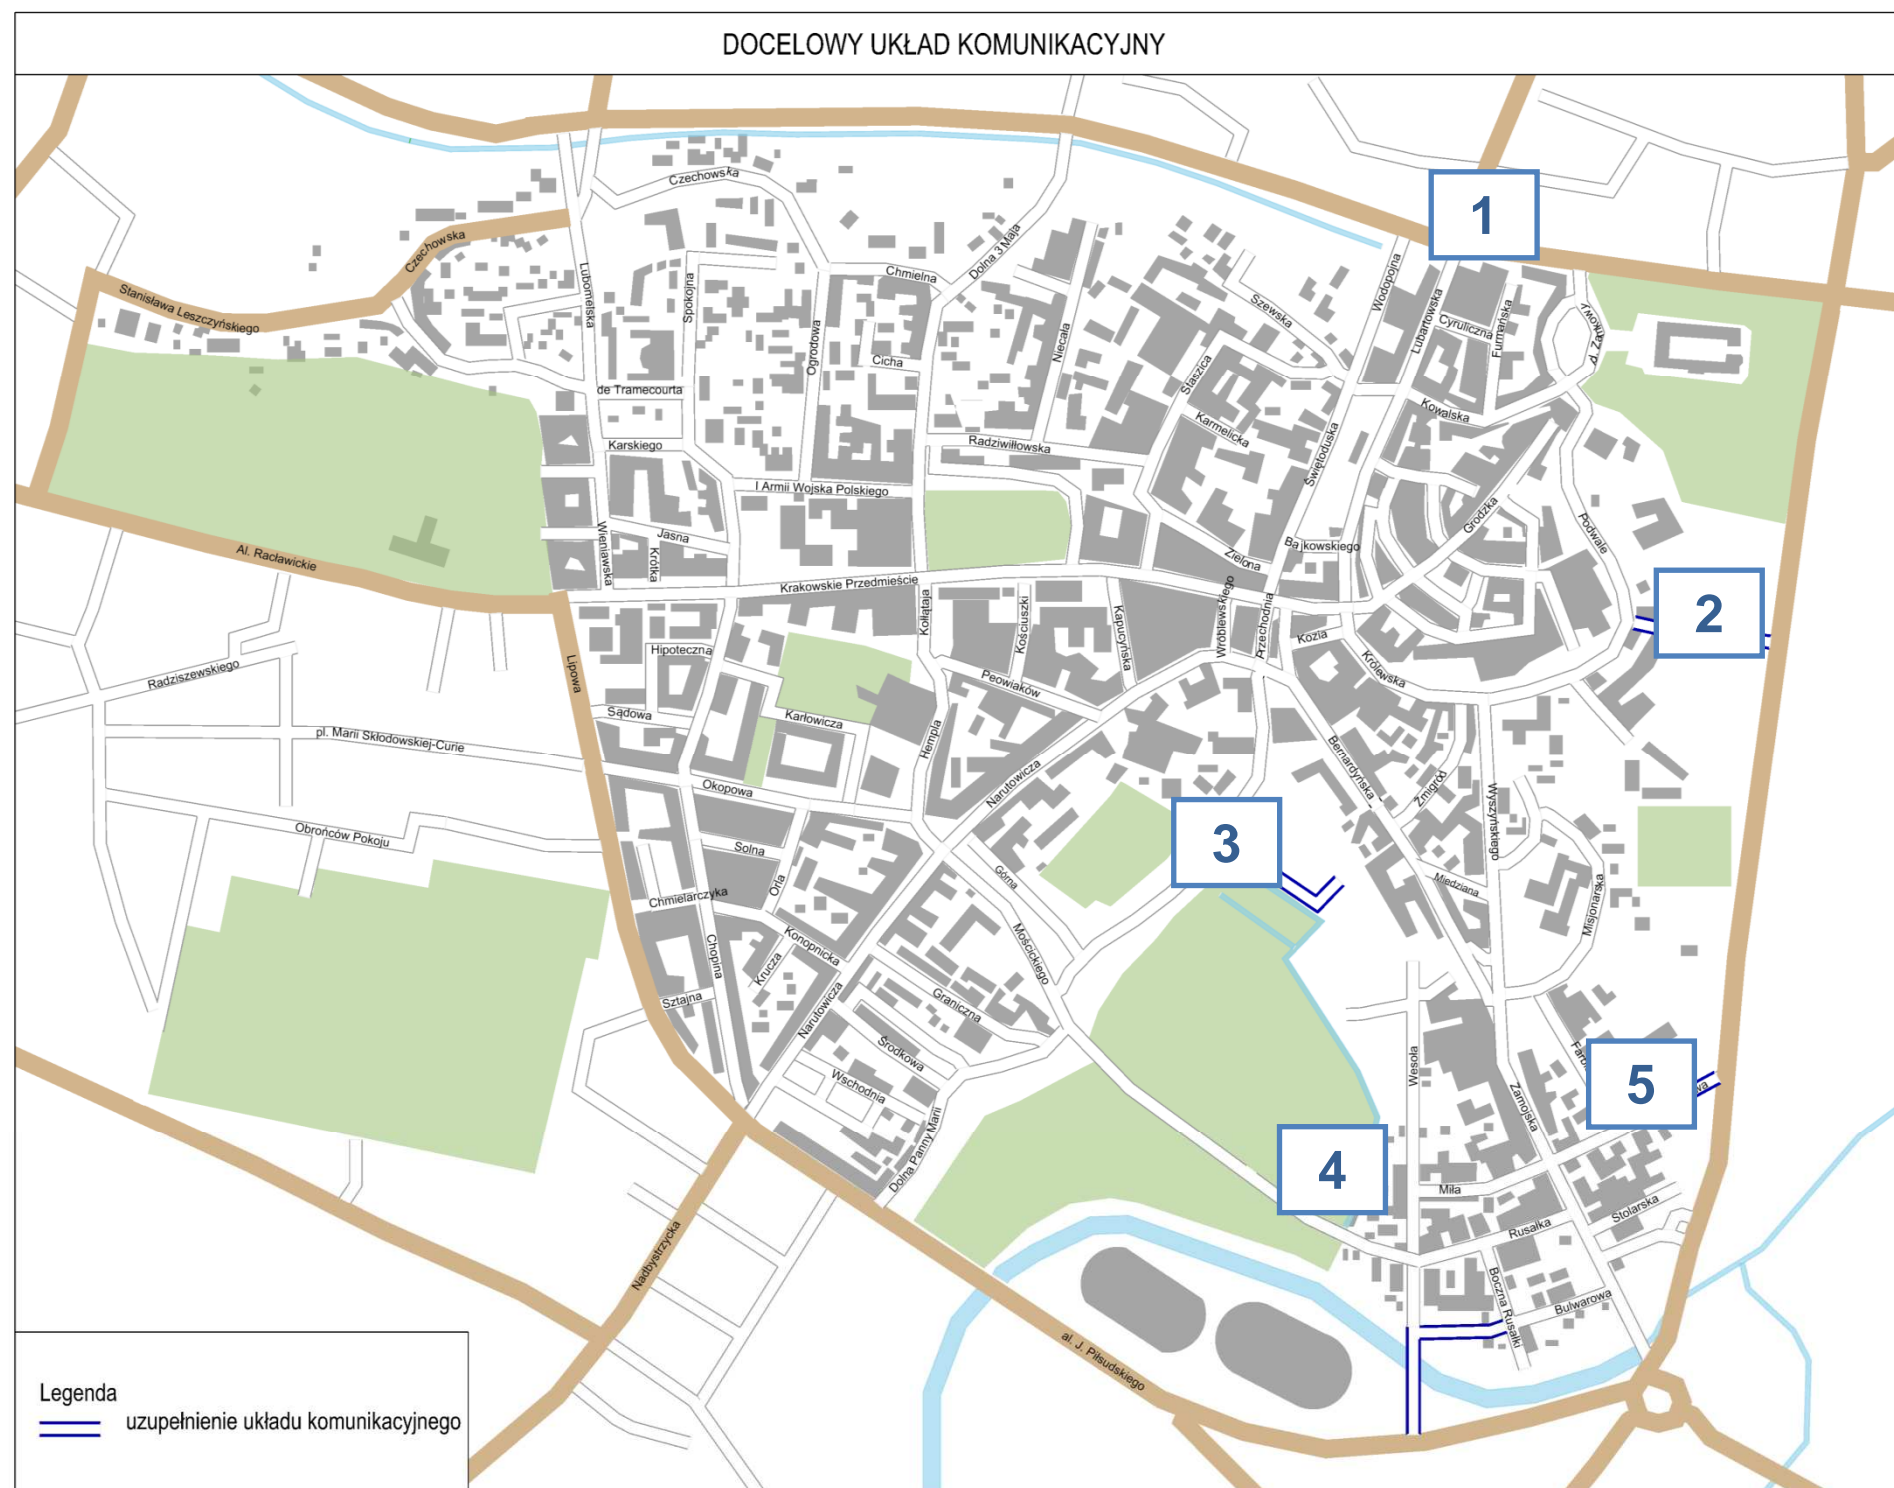 DOCELOWY UKŁAD KOMUNIKACYJNY
Czechowska
1
Czechowska
Dolna 3 Maja
Chmielna
Lubomelska
Spokojna
Stanisława Leszczyńskiego
Szewska
Wodopojna
Lubartowska
Cyruliczna
Furmańska
pl. Zamkowy
Ogrodowa
Cicha
Niecała
Staszica
de Tramecourta
Karmelicka
Kowalska
Karskiego
Radziwiłłowska
Świętoduska
I Armii Wojska Polskiego
Grodzka
Podwale
Wieniawska
Jasna
Krótka
Bajkowskiego
Zielona
Al. Racławickie
Krakowskie Przedmieście
Kołłątaja
Kościuszki
Kapucyńska
Wróblewskiego
Przechodnia
Kozia
2
Hipoteczna
Lipowa
Radziszewskiego
Peowiaków
Królewska
Sądowa
Karłowicza
pl. Marii Skłodowskiej-Curie
Hempla
Bernardyńska
Narutowicza
Okopowa
Żmigród
Wyszyńskiego
Obrońców Pokoju
Solna
3
Górna
Orla
Chmielarczyka
Miedziana
Misjonarska
Konopnicka
Chopina
Krucza
Mościckiego
Sztajna
Narutowicza
Graniczna
Środkowa
Wschodnia
Wesoła
5
Zamojska
4
Dolna Panny Marii
Miła
Stolarska
Rusałka
Nadbystrzycka
Boczna Rusałki
Bulwarowa
al. J. Piłsudskiego
Legenda
uzupełnienie układu komunikacyjnego